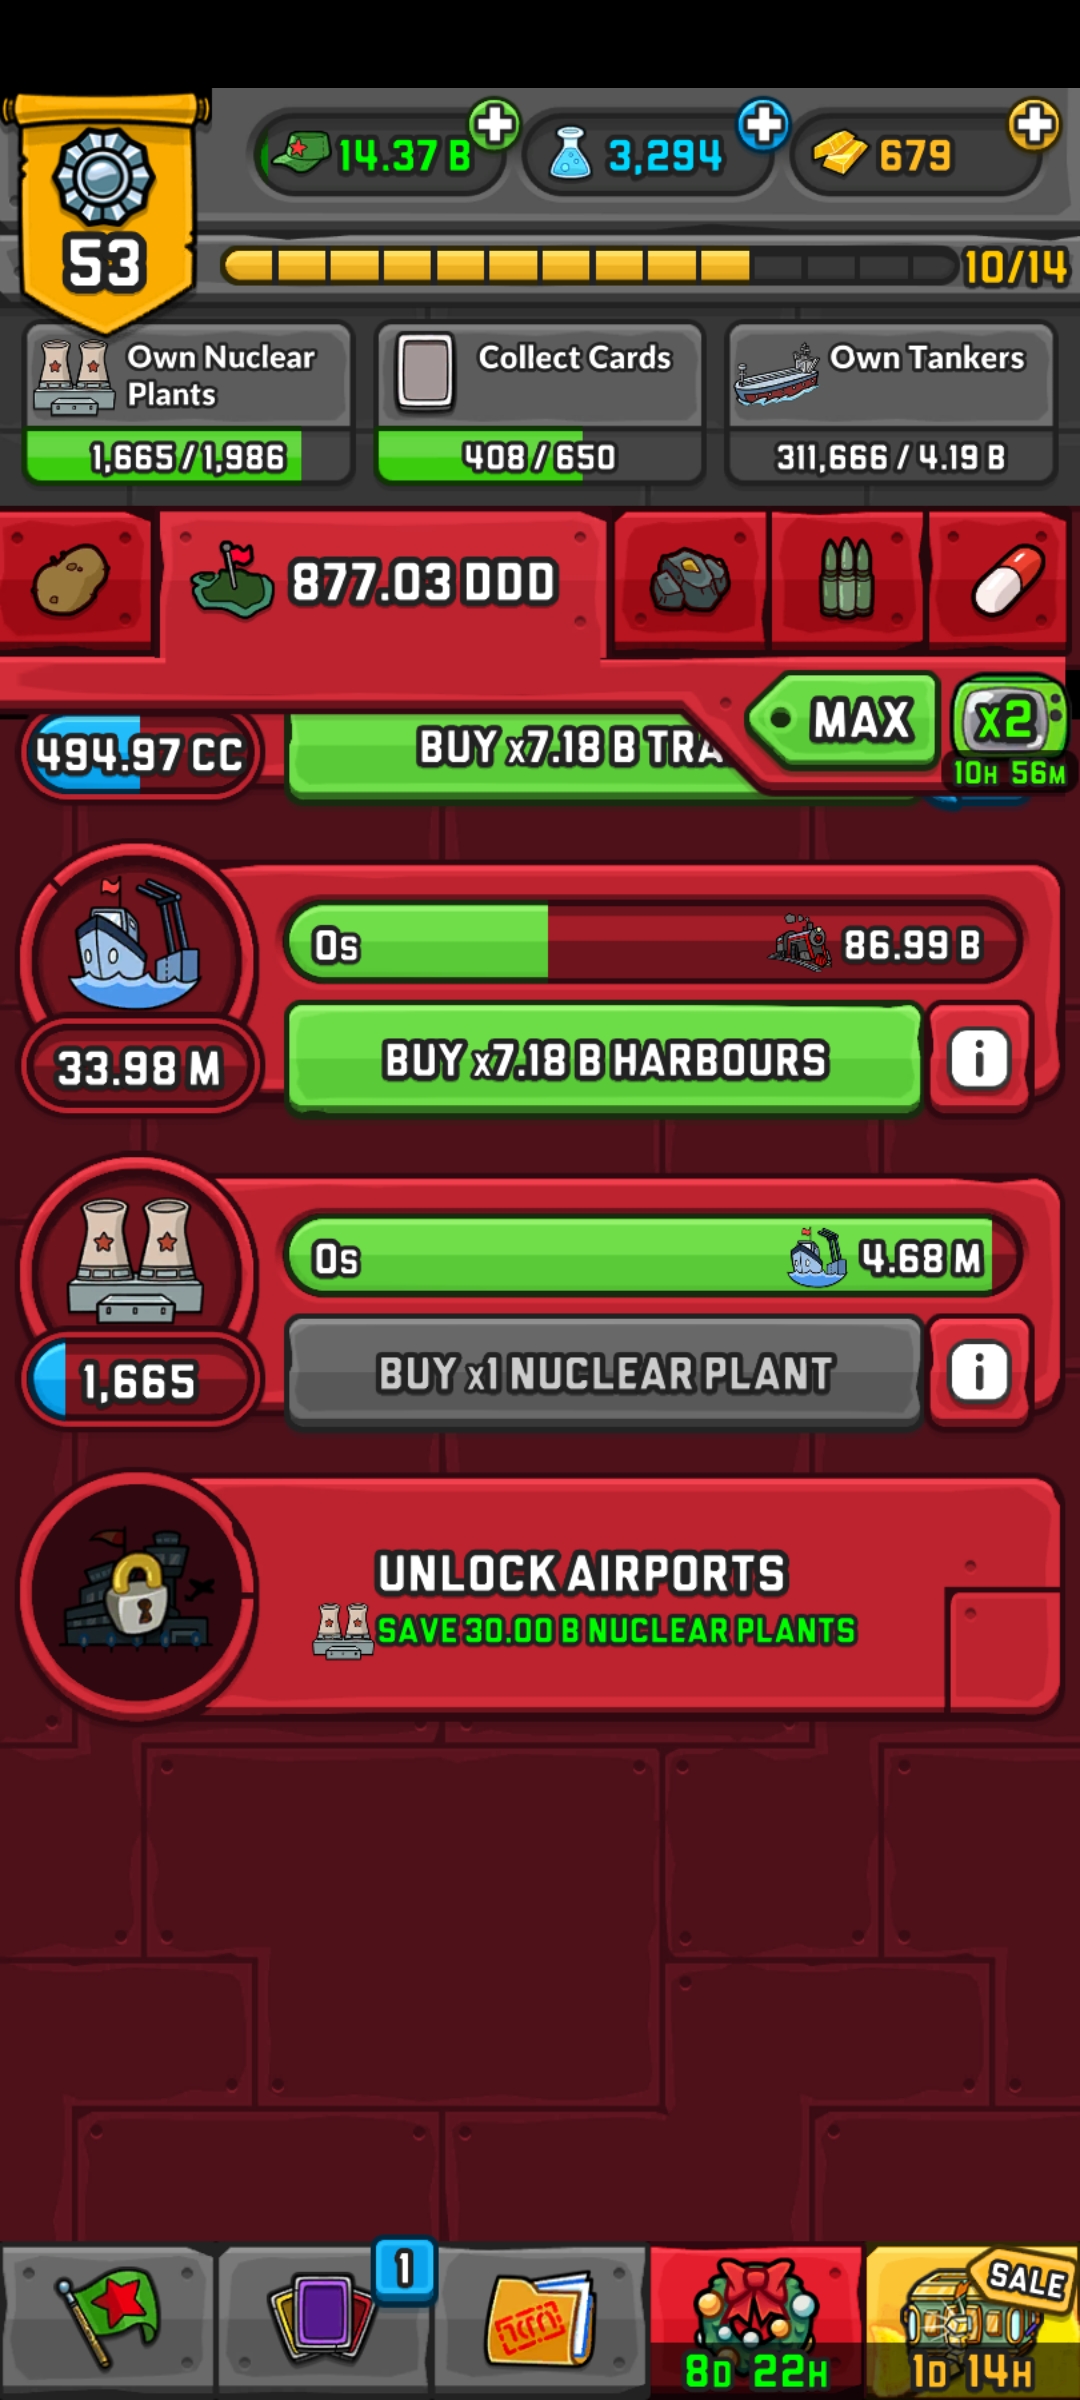 14.37 B
3,294
679
53
10/14
Own Nuclear
Plants
Collect Cards
Own Tankers
1,665/1,986
408/650
311,666 / 4.19 B
877.03 DDD
MAX
x2
10H 56M
494.97 CC
BUY x7.18 B TRA
0s
86.99 B
33.98 M
BUY x7.18 B HARBOURS
i
0s
4.68 M
1,665
BUY x1 NUCLEAR PLANT
i
UNLOCK AIRPORTS
SAVE 30.00 B NUCLEAR PLANTS
1
SALE
8D 22H
1D 14H